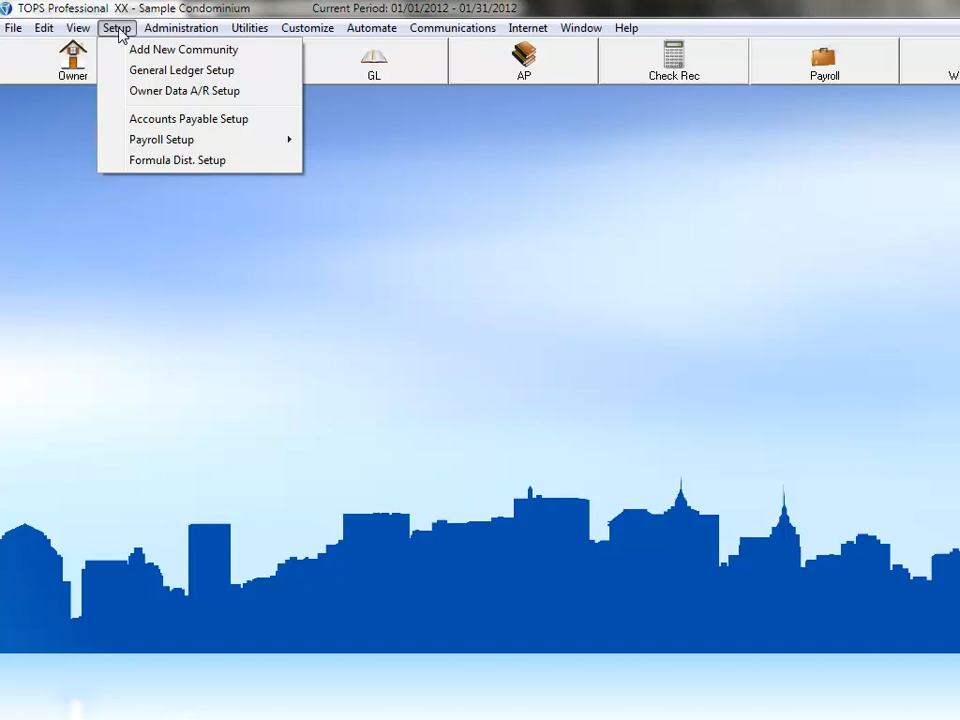 TOPS Professional XX - Sample Condominium Current Period: 01/01/2012 - 01/31/2012
File Edit View Setup Administration Utilities Customize Automate Communications Internet Window Help
Owner GL AP Check Rec Payroll W
Add New Community
General Ledger Setup
Owner Data A/R Setup
Accounts Payable Setup
Payroll Setup
Formula Dist. Setup